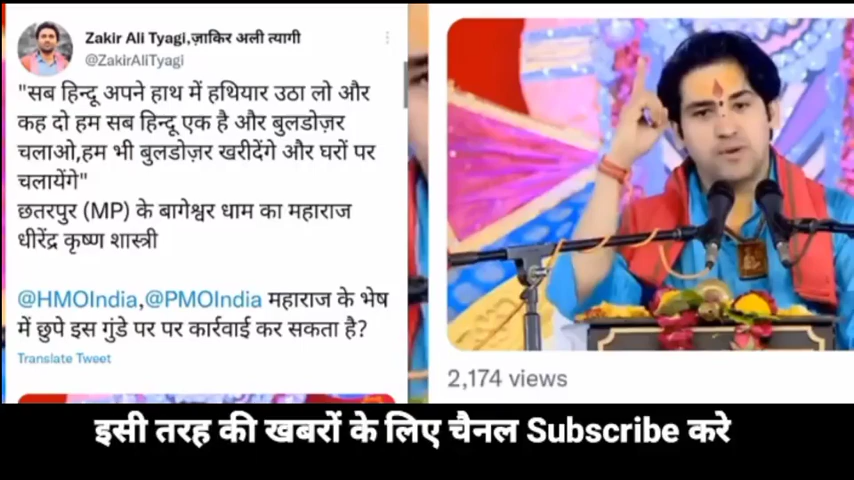 Zakir Ali Tyagi,ज़ाकिर अली त्यागी
@ZakirAliTyagi
"सब हिन्दू अपने हाथ में हथियार उठा लो और
कह दो हम सब हिन्दू एक है और बुलडोज़र
चलाओ,हम भी बुलडोज़र खरीदेंगे और घरों पर
चलायेंगे"
छतरपुर (MP) के बागेश्वर धाम का महाराज
धीरेंद्र कृष्ण शास्त्री
@HMOIndia,@PMOIndia महाराज के भेष
में छुपे इस गुंडे पर पर कार्रवाई कर सकता है?
Translate Tweet
2,174 views
इसी तरह की खबरों के लिए चैनल Subscribe करे